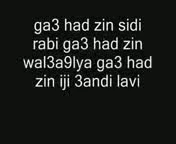 ga3 had zin sidi
rabi ga3 had zin
wal3a9lya ga3 had
zin iji 3andi lavi